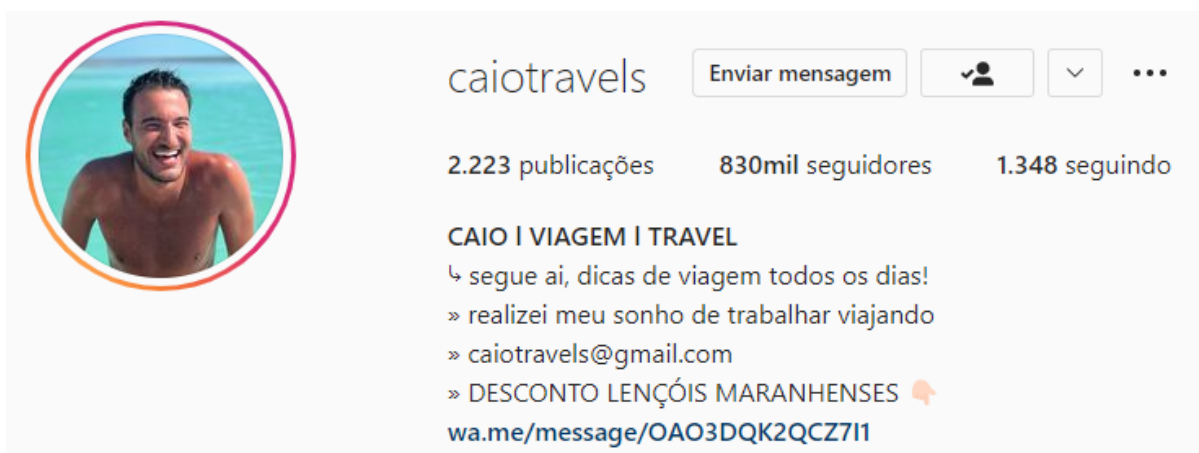 caiotravels Enviar mensagem
2.223 publicações 830mil seguidores 1.348 seguindo
CAIO l VIAGEM l TRAVEL
↳ segue ai, dicas de viagem todos os dias!
» realizei meu sonho de trabalhar viajando
» caiotravels@gmail.com
» DESCONTO LENÇÓIS MARANHENSES 👇🏻
wa.me/message/OAO3DQK2QCZ7I1